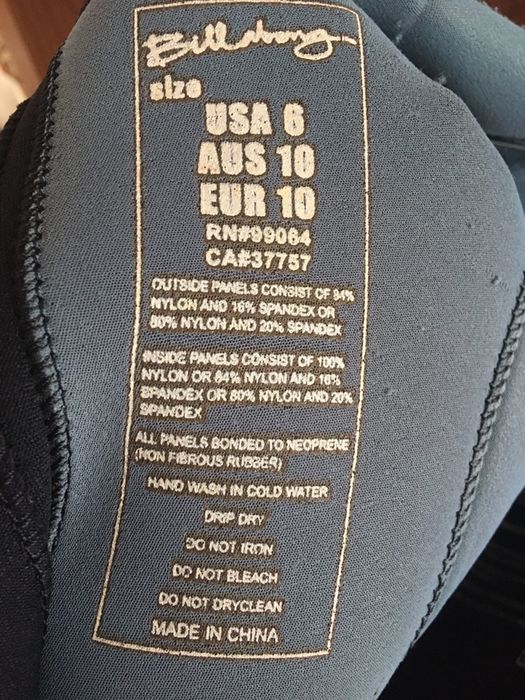 Billabong
size
USA 6
AUS 10
EUR 10
RN#99064
CA#37757
OUTSIDE PANELS CONSIST OF 84%
NYLON AND 16% SPANDEX OR
80% NYLON AND 20% SPANDEX
INSIDE PANELS CONSIST OF 100%
NYLON OR 84% NYLON AND 16%
SPANDEX OR 80% NYLON AND 20%
SPANDEX
ALL PANELS BONDED TO NEOPRENE
(NON FIBROUS RUBBER)
HAND WASH IN COLD WATER
DRIP DRY
DO NOT IRON
DO NOT BLEACH
DO NOT DRYCLEAN
MADE IN CHINA